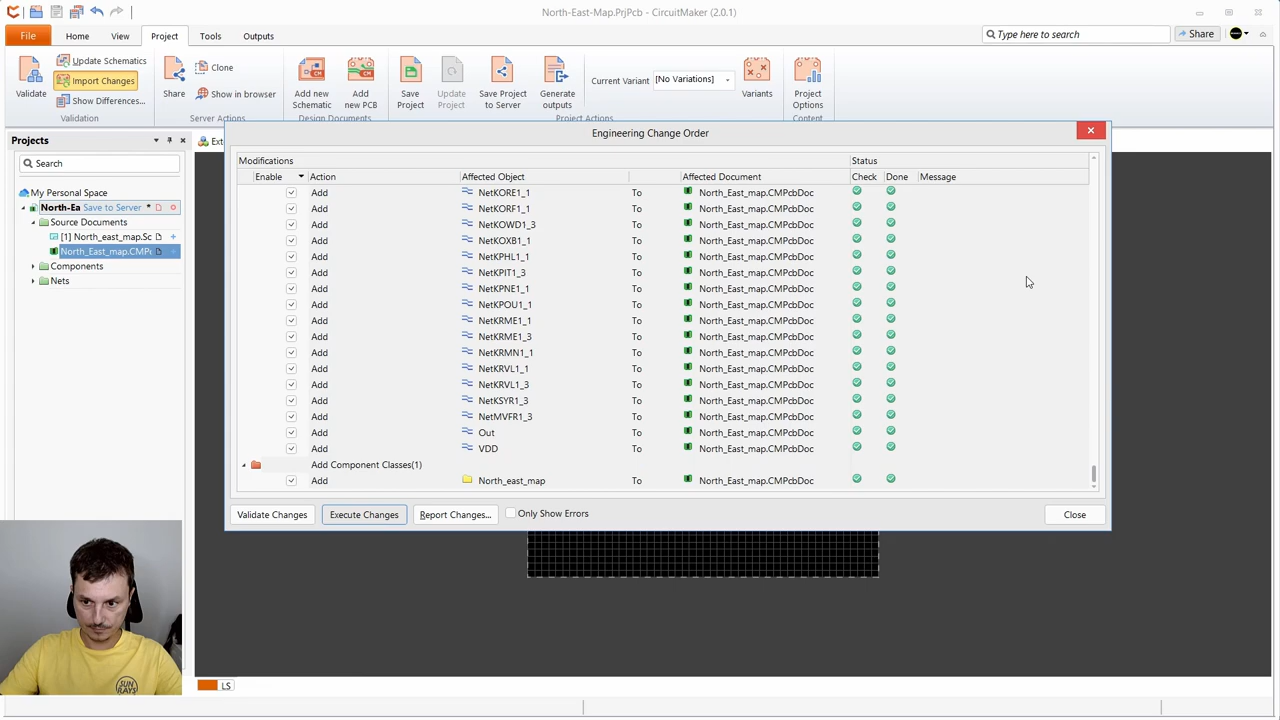 North-East-Map.PrjPcb - CircuitMaker (2.0.1)
File Home View Project Tools Outputs
Type here to search
Share
Validate
Update Schematics
Import Changes
Show Differences...
Validation
Share
Clone
Show in browser
Server Actions
Add new Schematic
Add new PCB
Design Documents
Save Project
Update Project
Save Project to Server
Generate outputs
Project Actions
Current Variant [No Variations]
Variants
Project Options
Content
Projects
Search
My Personal Space
North-Ea Save to Server *
Source Documents
[1] North_east_map.Sc
North_East_map.CMPc
Components
Nets
Ext
Engineering Change Order
Modifications Status
Enable Action Affected Object Affected Document Check Done Message
Add NetKORE1_1 To North_East_map.CMPcbDoc
Add NetKORF1_1 To North_East_map.CMPcbDoc
Add NetKOWD1_3 To North_East_map.CMPcbDoc
Add NetKOXB1_1 To North_East_map.CMPcbDoc
Add NetKPHL1_1 To North_East_map.CMPcbDoc
Add NetKPIT1_3 To North_East_map.CMPcbDoc
Add NetKPNE1_1 To North_East_map.CMPcbDoc
Add NetKPOU1_1 To North_East_map.CMPcbDoc
Add NetKRME1_1 To North_East_map.CMPcbDoc
Add NetKRME1_3 To North_East_map.CMPcbDoc
Add NetKRMN1_1 To North_East_map.CMPcbDoc
Add NetKRVL1_1 To North_East_map.CMPcbDoc
Add NetKRVL1_3 To North_East_map.CMPcbDoc
Add NetKSYR1_3 To North_East_map.CMPcbDoc
Add NetMVFR1_3 To North_East_map.CMPcbDoc
Add Out To North_East_map.CMPcbDoc
Add VDD To North_East_map.CMPcbDoc
Add Component Classes(1)
Add North_east_map To North_East_map.CMPcbDoc
Validate Changes Execute Changes Report Changes... Only Show Errors Close
SUN
RAYS
LS